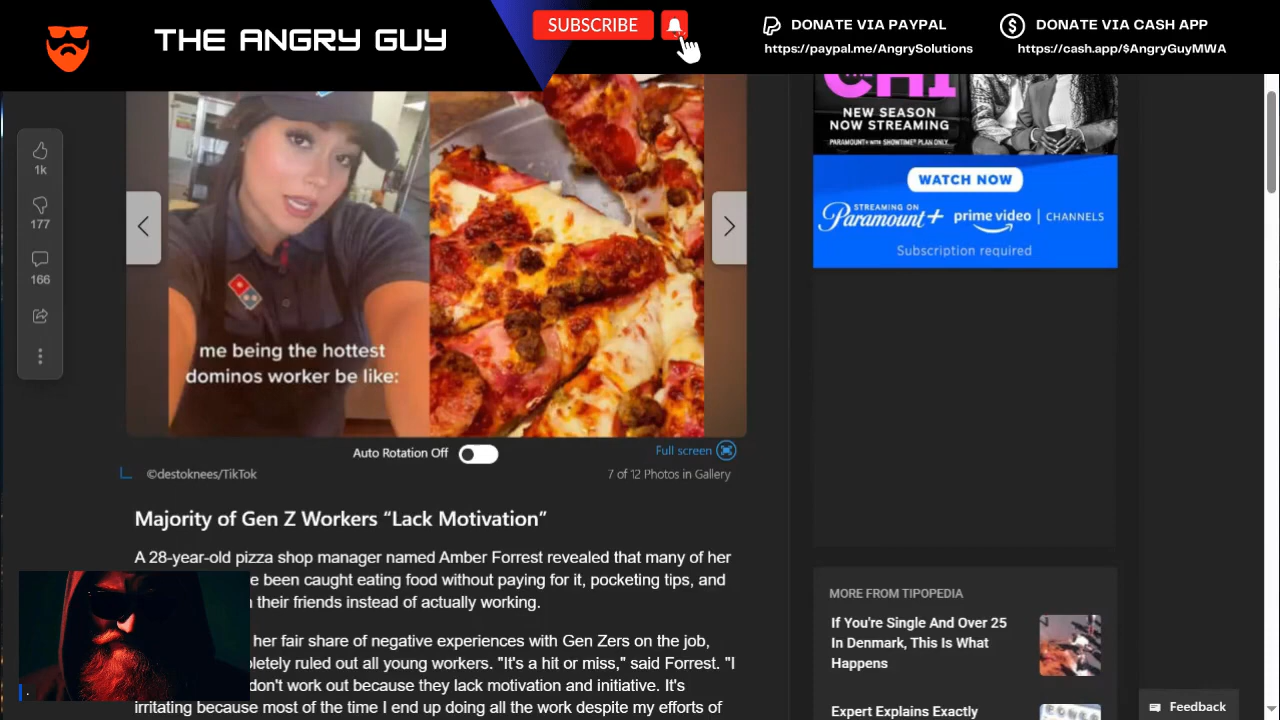 THE ANGRY GUY
SUBSCRIBE
DONATE VIA PAYPAL
https://paypal.me/AngrySolutions
DONATE VIA CASH APP
https://cash.app/$AngryGuyMWA
1k
177
166
me being the hottest
dominos worker be like:
CHI
NEW SEASON
NOW STREAMING
PARAMOUNT+ WITH SHOWTIME PLAN ONLY.
WATCH NOW
STREAMING ON
Paramount+ prime video | CHANNELS
Subscription required
Auto Rotation Off
Full screen
©destoknees/TikTok
7 of 12 Photos in Gallery
Majority of Gen Z Workers “Lack Motivation”
A 28-year-old pizza shop manager named Amber Forrest revealed that many of her
been caught eating food without paying for it, pocketing tips, and
their friends instead of actually working.
her fair share of negative experiences with Gen Zers on the job,
ruled out all young workers. "It's a hit or miss," said Forrest. "I
don't work out because they lack motivation and initiative. It's
irritating because most of the time I end up doing all the work despite my efforts of
MORE FROM TIPOPEDIA
If You're Single And Over 25
In Denmark, This Is What
Happens
Expert Explains Exactly
Feedback